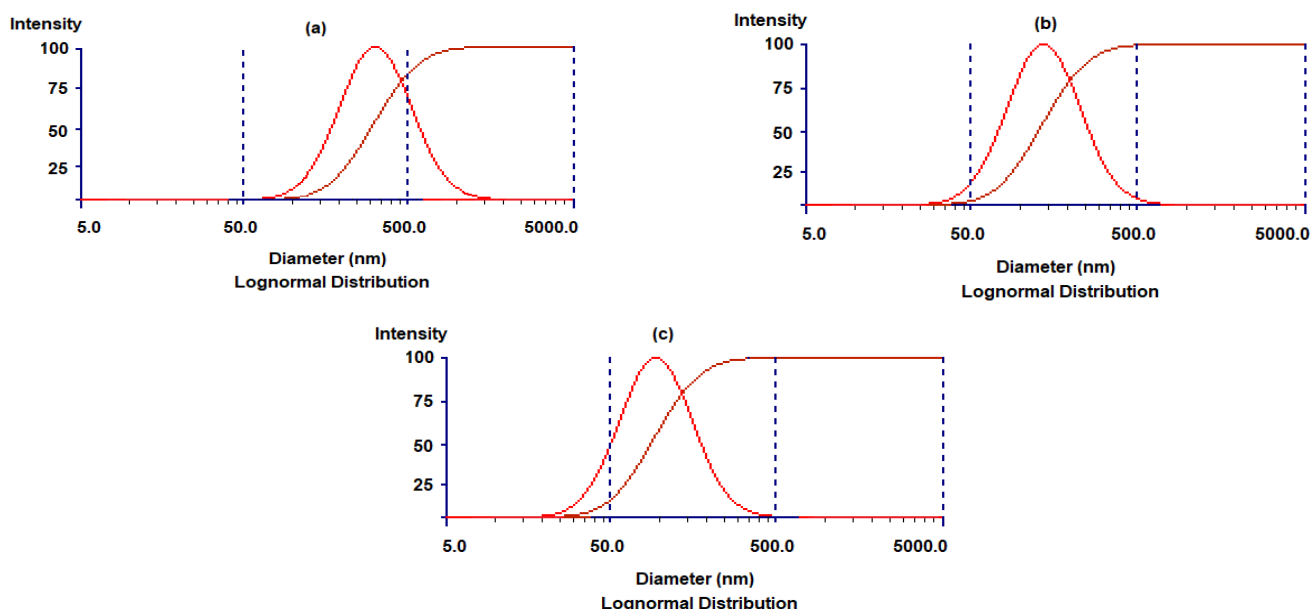 Intensity
(a)
100
75
50
25
5.0 50.0 500.0 5000.0
Diameter (nm)
Lognormal Distribution
Intensity
(b)
100
75
50
25
5.0 50.0 500.0 5000.0
Diameter (nm)
Lognormal Distribution
Intensity
(c)
100
75
50
25
5.0 50.0 500.0 5000.0
Diameter (nm)
Lognormal Distribution